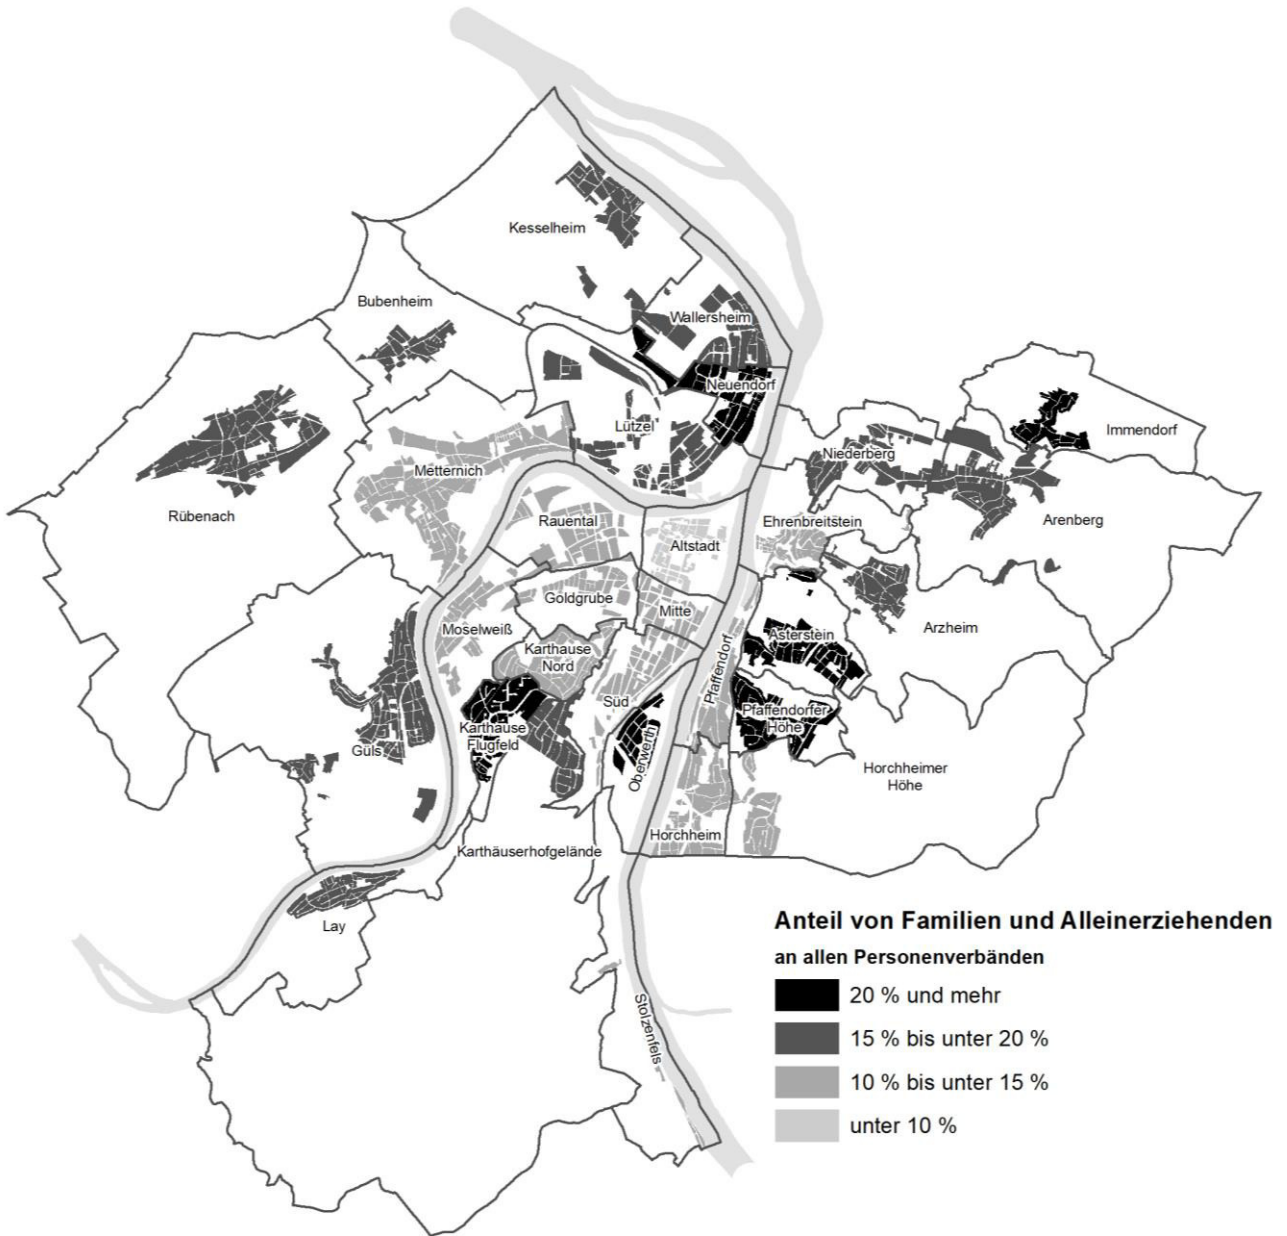 Kesselheim
Bubenheim
Wallersheim
Neuendorf
Lützel
Immendorf
Niederberg
Metternich
Rübenach
Rauental
Ehrenbreitstein
Arenberg
Altstadt
Goldgrube
Mitte
Moselweiß
Asterstein
Arzheim
Karthause
Nord
Pfaffendorf
Süd
Pfaffendorfer
Höhe
Karthause
Flugfeld
Güls
Oberwerth
Horchheimer
Höhe
Horchheim
Karthäuserhofgelände
Lay
Stolzenfels
Anteil von Familien und Alleinerziehenden
an allen Personenverbänden
20 % und mehr
15 % bis unter 20 %
10 % bis unter 15 %
unter 10 %